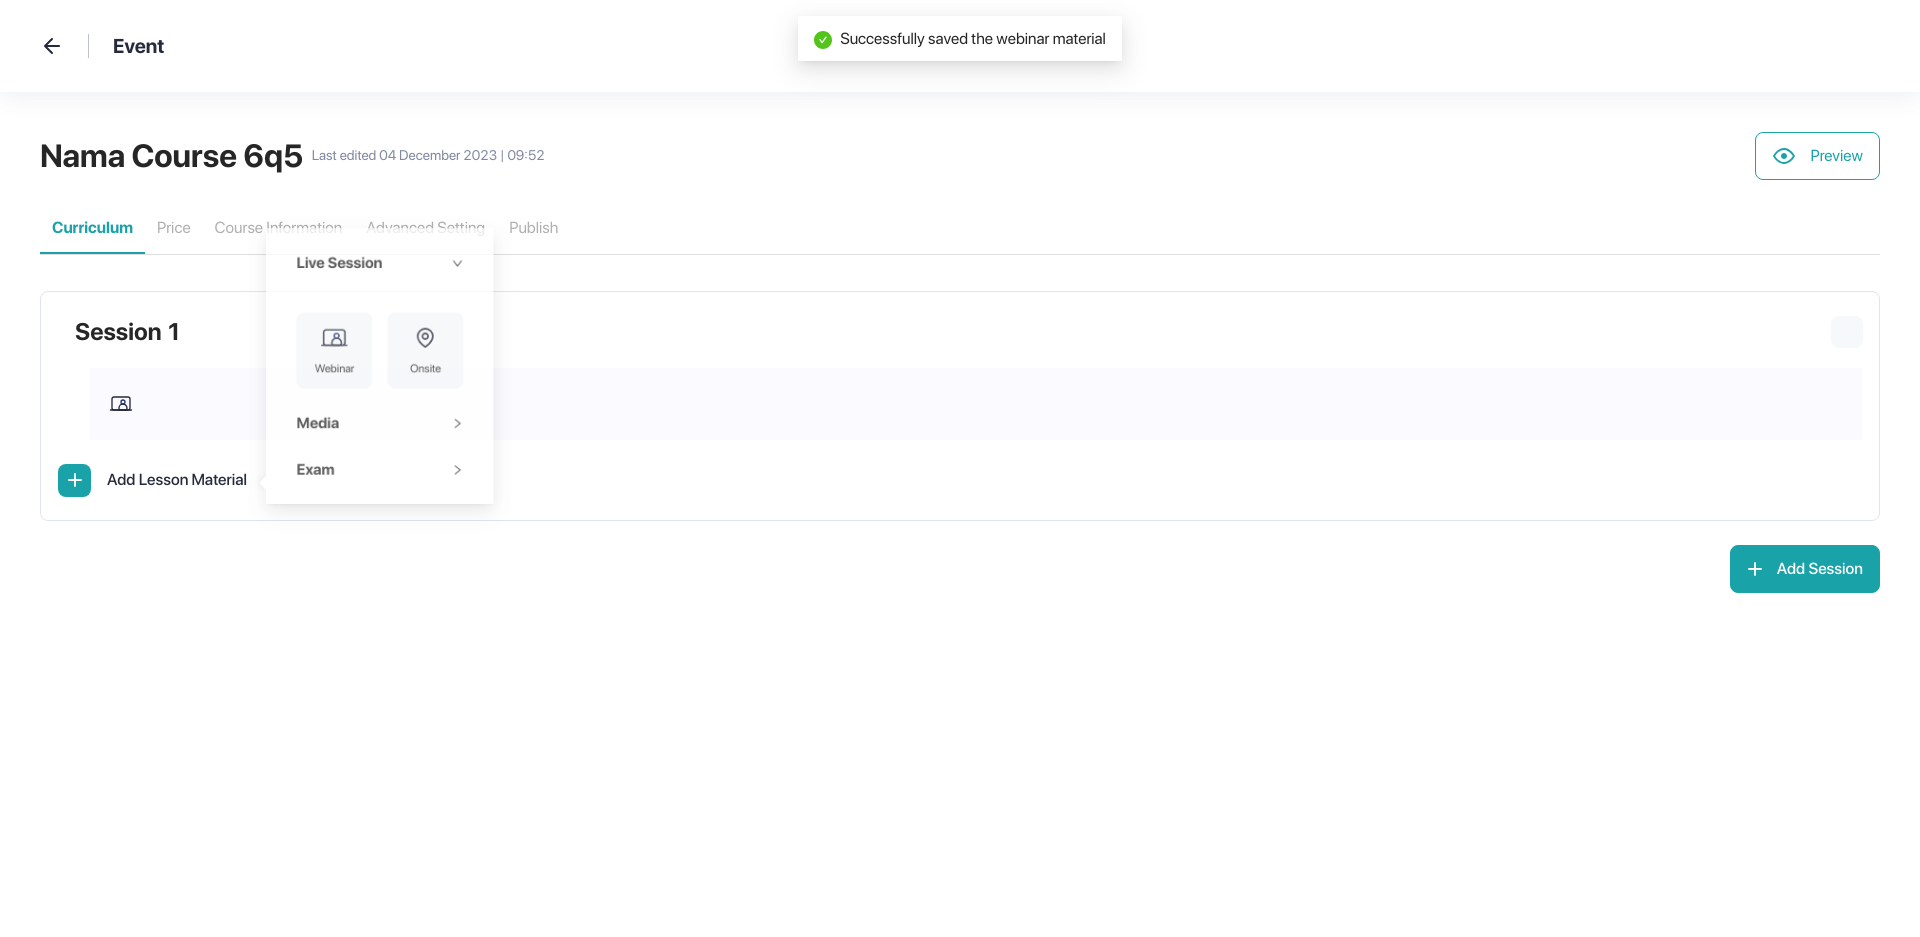 Event
Successfully saved the webinar material
Nama Course 6q5 Last edited 04 December 2023 | 09:52
Preview
Curriculum Price Course Information Advanced Setting Publish
Live Session
Session 1
Webinar Onsite
Media
Exam
Add Lesson Material
Add Session